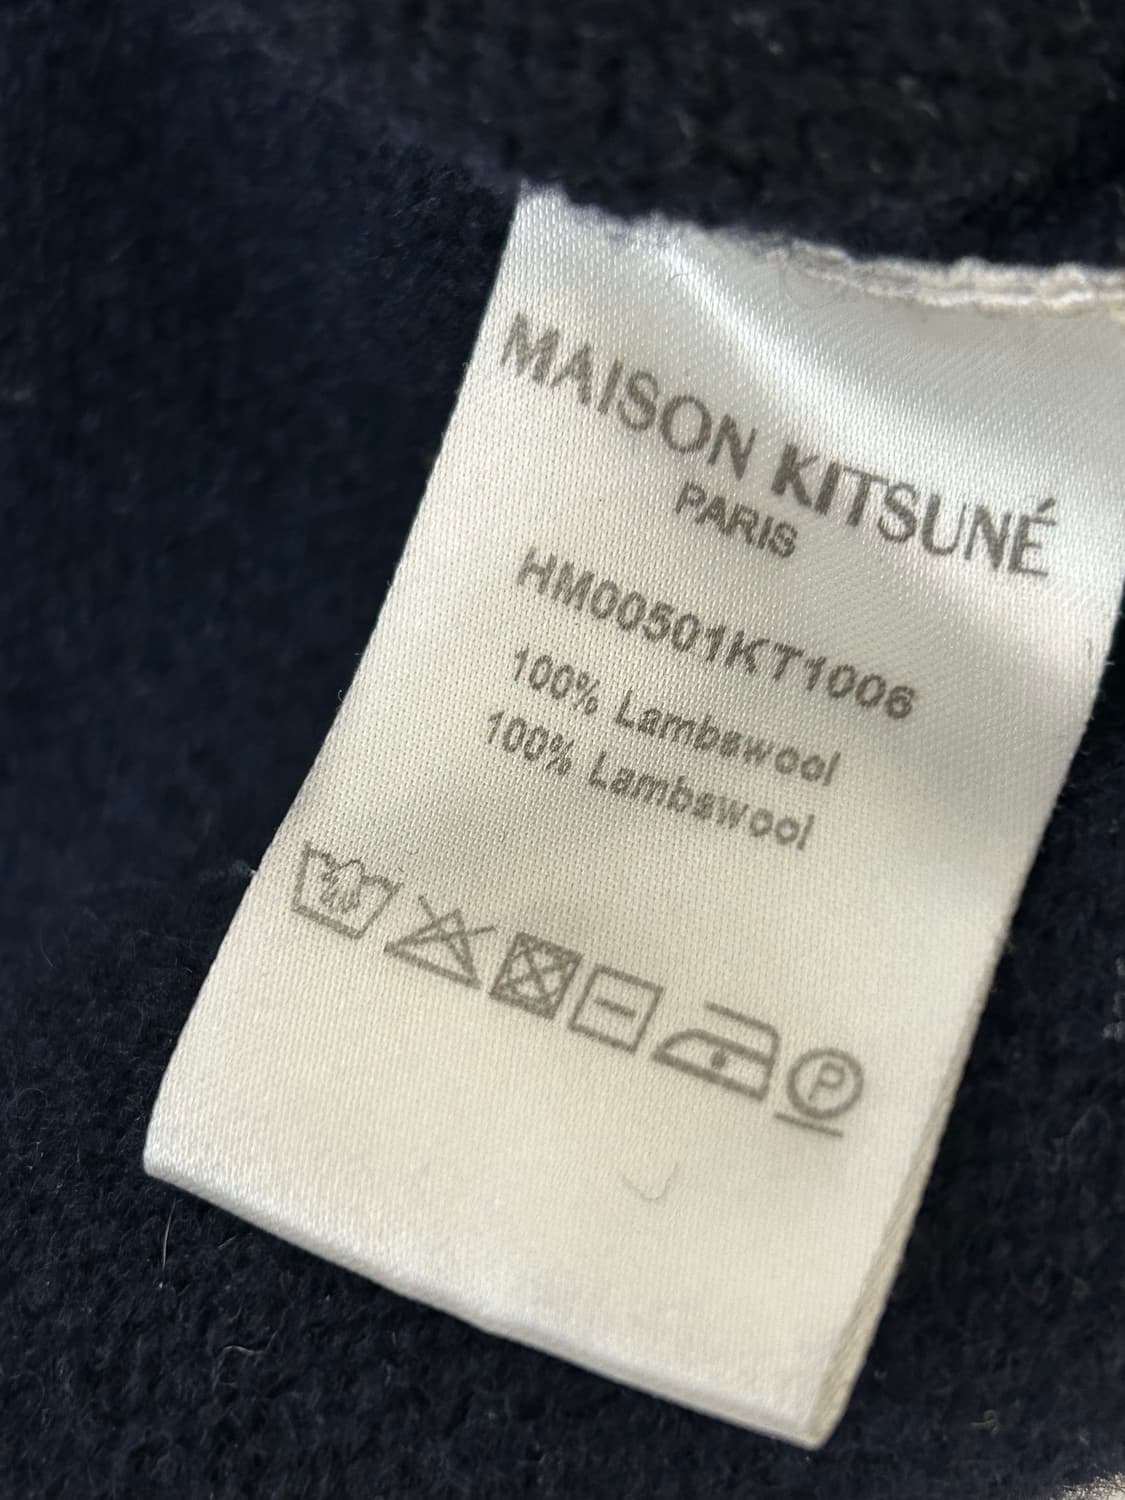 MAISON KITSUNÉ
PARIS
HM00501KT1006
100% Lambswool
100% Lambswool
P